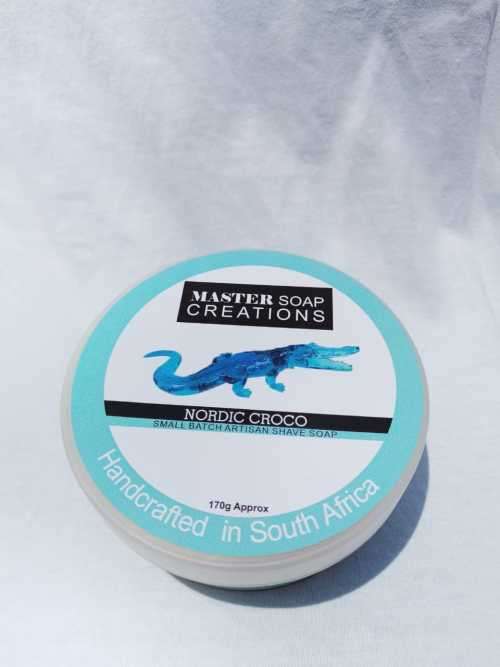 MASTER SOAP
CREATIONS
NORDIC CROCO
SMALL BATCH ARTISAN SHAVE SOAP
170g Approx
Handcrafted in South Africa